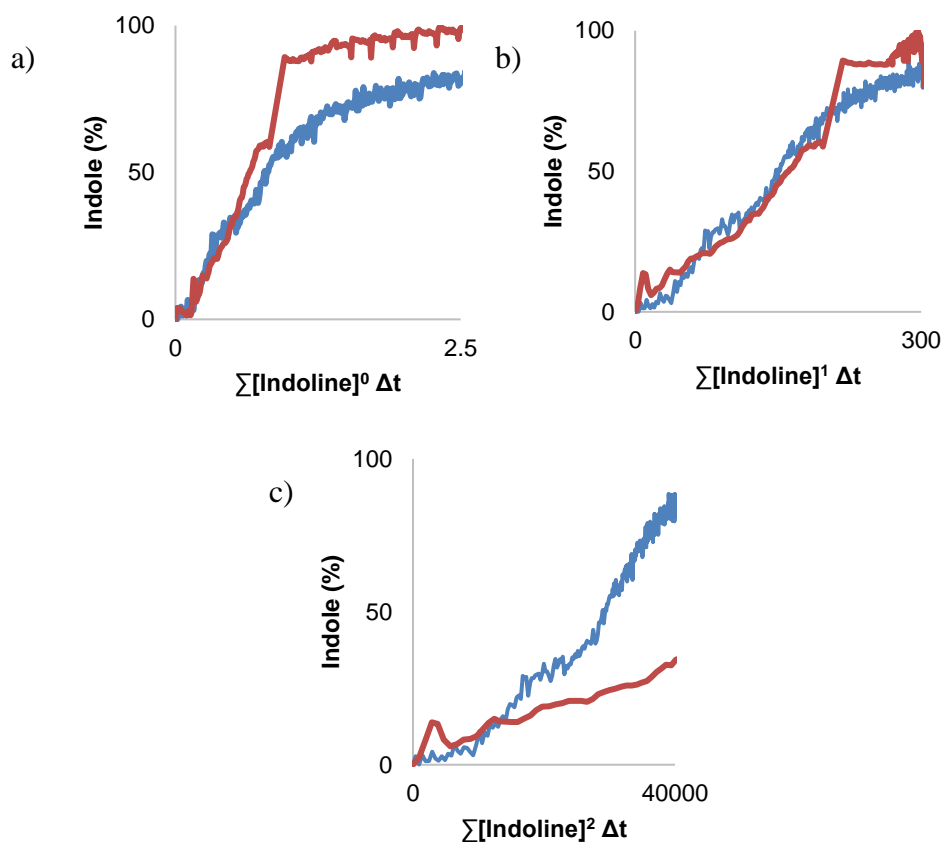 a)
100
50
0
Indole (%)
0
2.5
∑[Indoline]⁰ Δt
b)
100
50
0
Indole (%)
0
300
∑[Indoline]¹ Δt
c)
100
50
0
Indole (%)
0
40000
∑[Indoline]² Δt